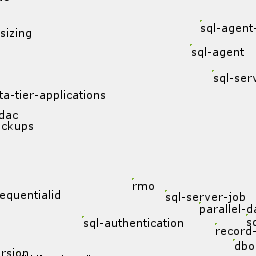 sql-agent-
sizing
sql-agent
sql-serv
ta-tier-applications
dac
ckups
rmo
equentialid
sql-server-job
parallel-da
sql-authentication
record-
dbo
rsion